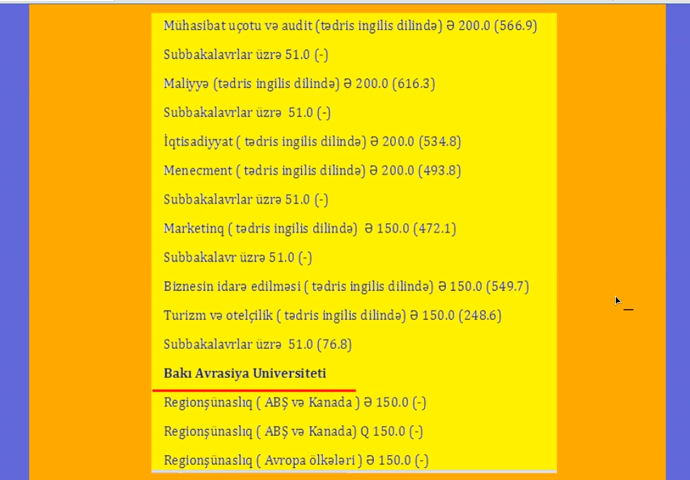 Mühasibat uçotu və audit (tədris ingilis dilində) Ə 200.0 (566.9)
Subbakalavrlar üzrə 51.0 (-)
Maliyyə (tədris ingilis dilində) Ə 200.0 (616.3)
Subbakalavrlar üzrə 51.0 (-)
İqtisadiyyat ( tədris ingilis dilində) Ə 200.0 (534.8)
Menecment ( tədris ingilis dilində) Ə 200.0 (493.8)
Subbakalavrlar üzrə 51.0 (-)
Marketinq ( tədris ingilis dilində) Ə 150.0 (472.1)
Subbakalavr üzrə 51.0 (-)
Biznesin idarə edilməsi ( tədris ingilis dilində) Ə 150.0 (549.7)
Turizm və otelçilik ( tədris ingilis dilində) Ə 150.0 (248.6)
Subbakalavrlar üzrə 51.0 (76.8)
Bakı Avrasiya Universiteti
Regionşünaslıq ( ABŞ və Kanada ) Ə 150.0 (-)
Regionşünaslıq ( ABŞ və Kanada) Q 150.0 (-)
Regionşünaslıq ( Avropa ölkələri ) Ə 150.0 (-)